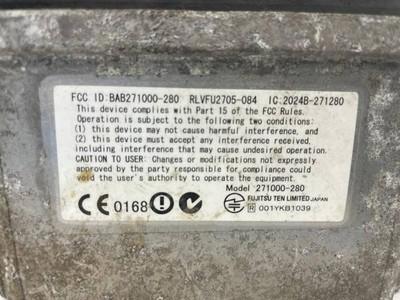 FCC ID:BAB271000-280 RLVFU2705-084 IC:2024B-271280
This device complies with Part 15 of the FCC Rules.
Operation is subject to the following two conditions:
(1) this device may not cause harmful interference, and
(2) this device must accept any interference received,
including interference that may cause undesired operation.
CAUTION: Changes or modifications not expressly
approved by the party responsible for compliance could
void the user's authority to operate the equipment.
Model 271000-280
CE 0168
FUJITSU TEN LIMITED JAPAN
R 001YKB1039